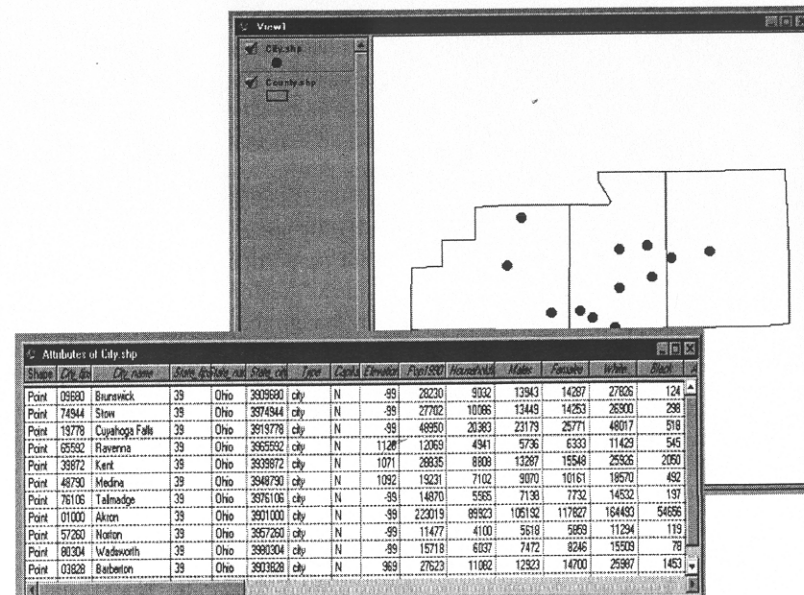 View1
City.shp
County.shp
Attributes of City.shp
Shape City_fips City_name State_fips State_nam State_city Type Capital Elevation Pop1990 Households Males Females White Black A
Point 09680 Brunswick 39 Ohio 3909680 city N -99 28230 9032 13943 14287 27826 124
Point 74944 Stow 39 Ohio 3974944 city N -99 27702 10086 13449 14253 26900 298
Point 19778 Cuyahoga Falls 39 Ohio 3919778 city N -99 48950 20383 23179 25771 48017 518
Point 65592 Ravenna 39 Ohio 3965592 city N 1128 12069 4941 5736 6333 11429 545
Point 39872 Kent 39 Ohio 3939872 city N 1071 28835 8808 13287 15548 25926 2050
Point 48790 Medina 39 Ohio 3948790 city N 1092 19231 7102 9070 10161 18570 492
Point 76106 Tallmadge 39 Ohio 3976106 city N -99 14870 5565 7138 7732 14532 197
Point 01000 Akron 39 Ohio 3901000 city N -99 223019 89923 105192 117827 164493 54656
Point 57260 Norton 39 Ohio 3957260 city N -99 11477 4100 5618 5859 11294 119
Point 80304 Wadsworth 39 Ohio 3980304 city N -99 15718 6037 7472 8246 15509 78
Point 03828 Barberton 39 Ohio 3903828 city N 969 27623 11082 12923 14700 25987 1453